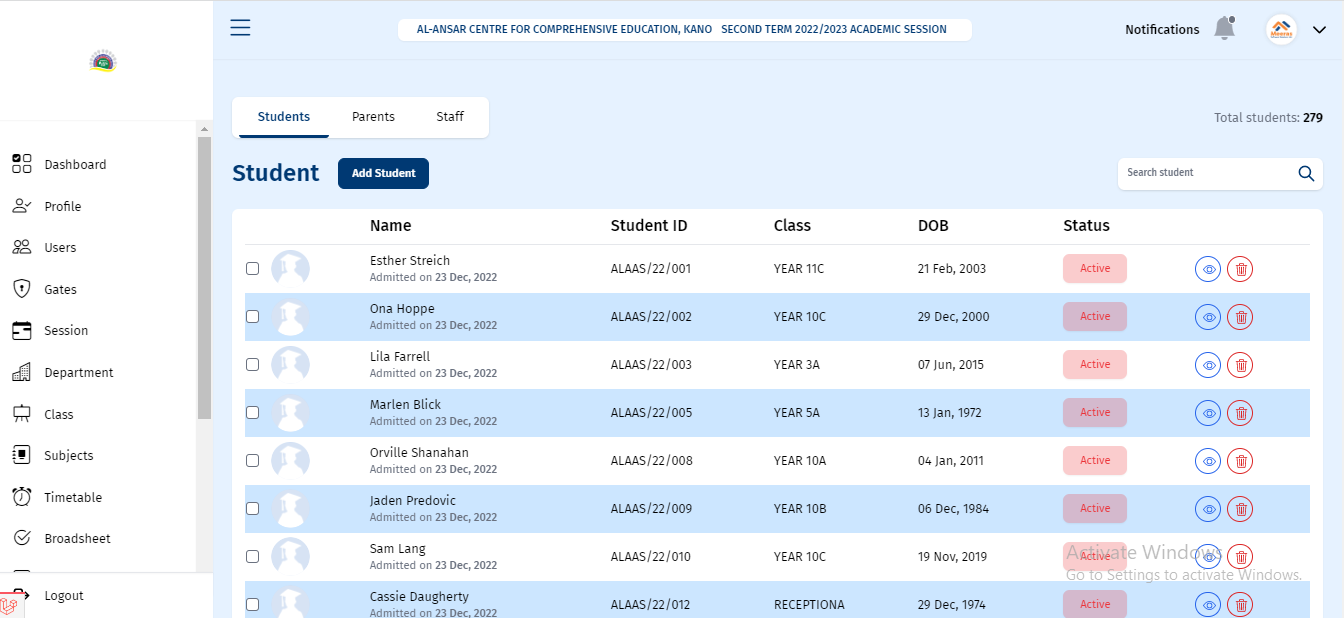 AL-ANSAR CENTRE FOR COMPREHENSIVE EDUCATION, KANO SECOND TERM 2022/2023 ACADEMIC SESSION
Notifications
Students Parents Staff
Total students: 279
Student Add Student
Search student
Dashboard
Profile
Users
Gates
Session
Department
Class
Subjects
Timetable
Broadsheet
Logout
Name Student ID Class DOB Status
Esther Streich
Admitted on 23 Dec, 2022
ALAAS/22/001 YEAR 11C 21 Feb, 2003 Active
Ona Hoppe
Admitted on 23 Dec, 2022
ALAAS/22/002 YEAR 10C 29 Dec, 2000 Active
Lila Farrell
Admitted on 23 Dec, 2022
ALAAS/22/003 YEAR 3A 07 Jun, 2015 Active
Marlen Blick
Admitted on 23 Dec, 2022
ALAAS/22/005 YEAR 5A 13 Jan, 1972 Active
Orville Shanahan
Admitted on 23 Dec, 2022
ALAAS/22/008 YEAR 10A 04 Jan, 2011 Active
Jaden Predovic
Admitted on 23 Dec, 2022
ALAAS/22/009 YEAR 10B 06 Dec, 1984 Active
Sam Lang
Admitted on 23 Dec, 2022
ALAAS/22/010 YEAR 10C 19 Nov, 2019 Active
Cassie Daugherty
Admitted on 23 Dec, 2022
ALAAS/22/012 RECEPTIONA 29 Dec, 1974 Active
Activate Windows
Go to Settings to activate Windows.